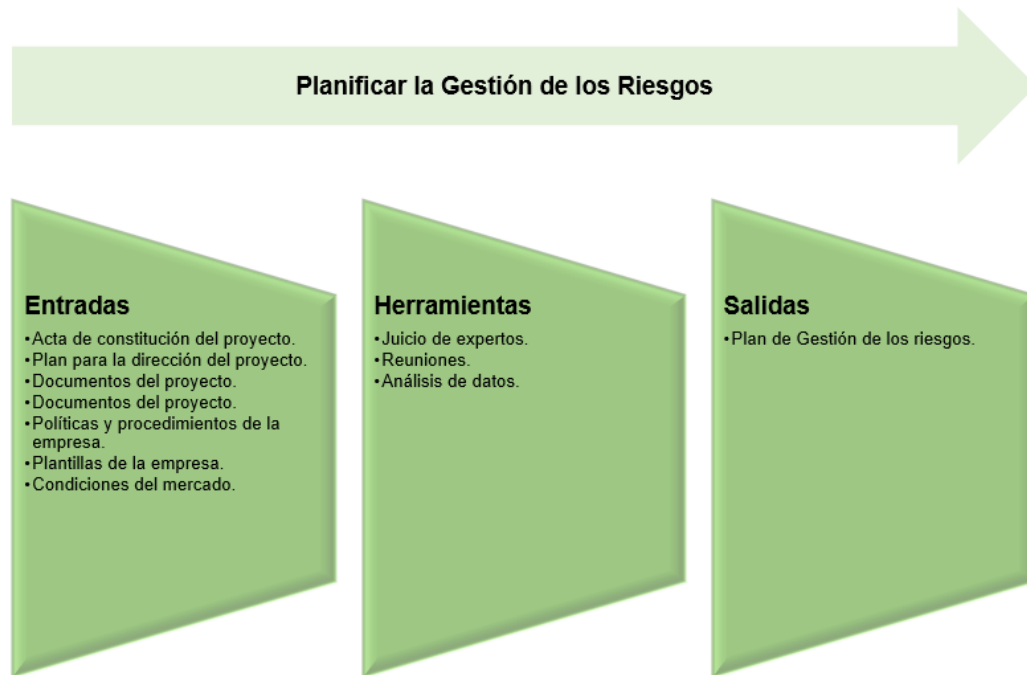 Planificar la Gestión de los Riesgos
Entradas
•Acta de constitución del proyecto.
•Plan para la dirección del proyecto.
•Documentos del proyecto.
•Documentos del proyecto.
•Políticas y procedimientos de la
empresa.
•Plantillas de la empresa.
•Condiciones del mercado.
Herramientas
•Juicio de expertos.
•Reuniones.
•Análisis de datos.
Salidas
•Plan de Gestión de los riesgos.